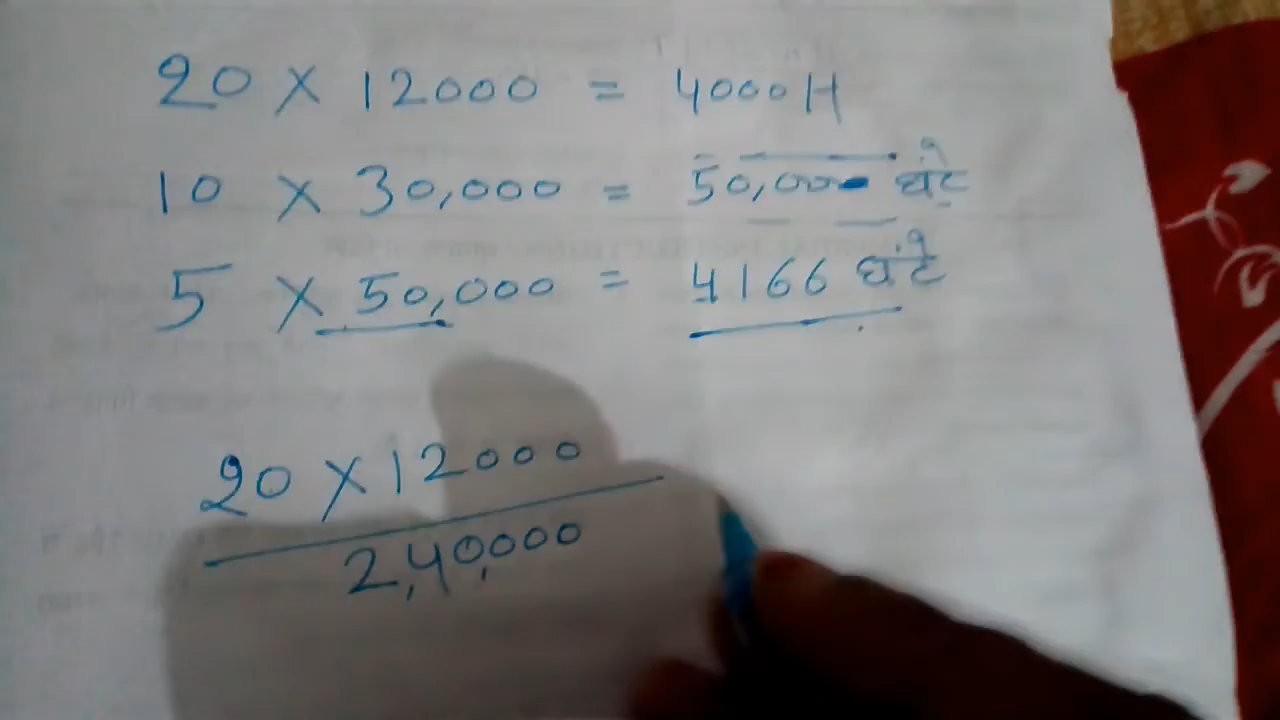 20 X 12000 = 4000H
10 X 30,000 = 50,000 घंटे
5 X 50,000 = 4166 घंटे
20 X 12000
2,40,000